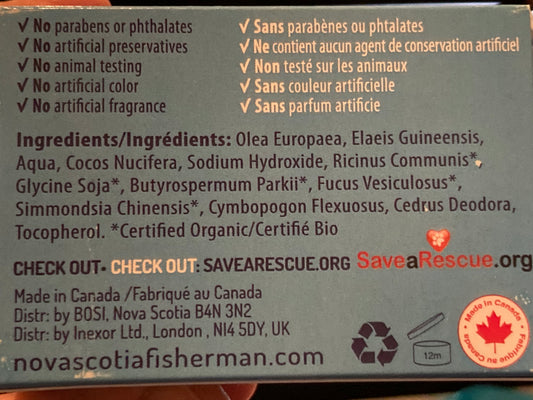 ✓ No parabens or phthalates
✓ No artificial preservatives
✓ No animal testing
✓ No artificial color
✓ No artificial fragrance
✓ Sans parabènes ou phtalates
✓ Ne contient aucun agent de conservation artificiel
✓ Non testé sur les animaux
✓ Sans couleur artificielle
✓ Sans parfum artificie
Ingredients/Ingrédients: Olea Europaea, Elaeis Guineensis,
Aqua, Cocos Nucifera, Sodium Hydroxide, Ricinus Communis*,
Glycine Soja*, Butyrospermum Parkii*, Fucus Vesiculosus*,
Simmondsia Chinensis*, Cymbopogon Flexuosus, Cedrus Deodora,
Tocopherol. *Certified Organic/Certifié Bio
CHECK OUT• CHECK OUT: SAVEARESCUE.ORG SaveaRescue.org
Made in Canada /Fabriqué au Canada
Distr: by BOSI, Nova Scotia B4N 3N2
Distr: by Inexor Ltd., London , N14 5DY, UK
novascotiafisherman.com
12m
Made in Canada
Fabriqué au Canada